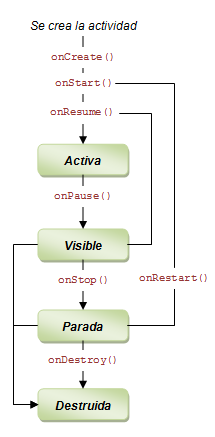 Se crea la actividad
onCreate()
onStart()
onResume()
Activa
onPause()
Visible
onStop()
onRestart()
Parada
onDestroy()
Destruida